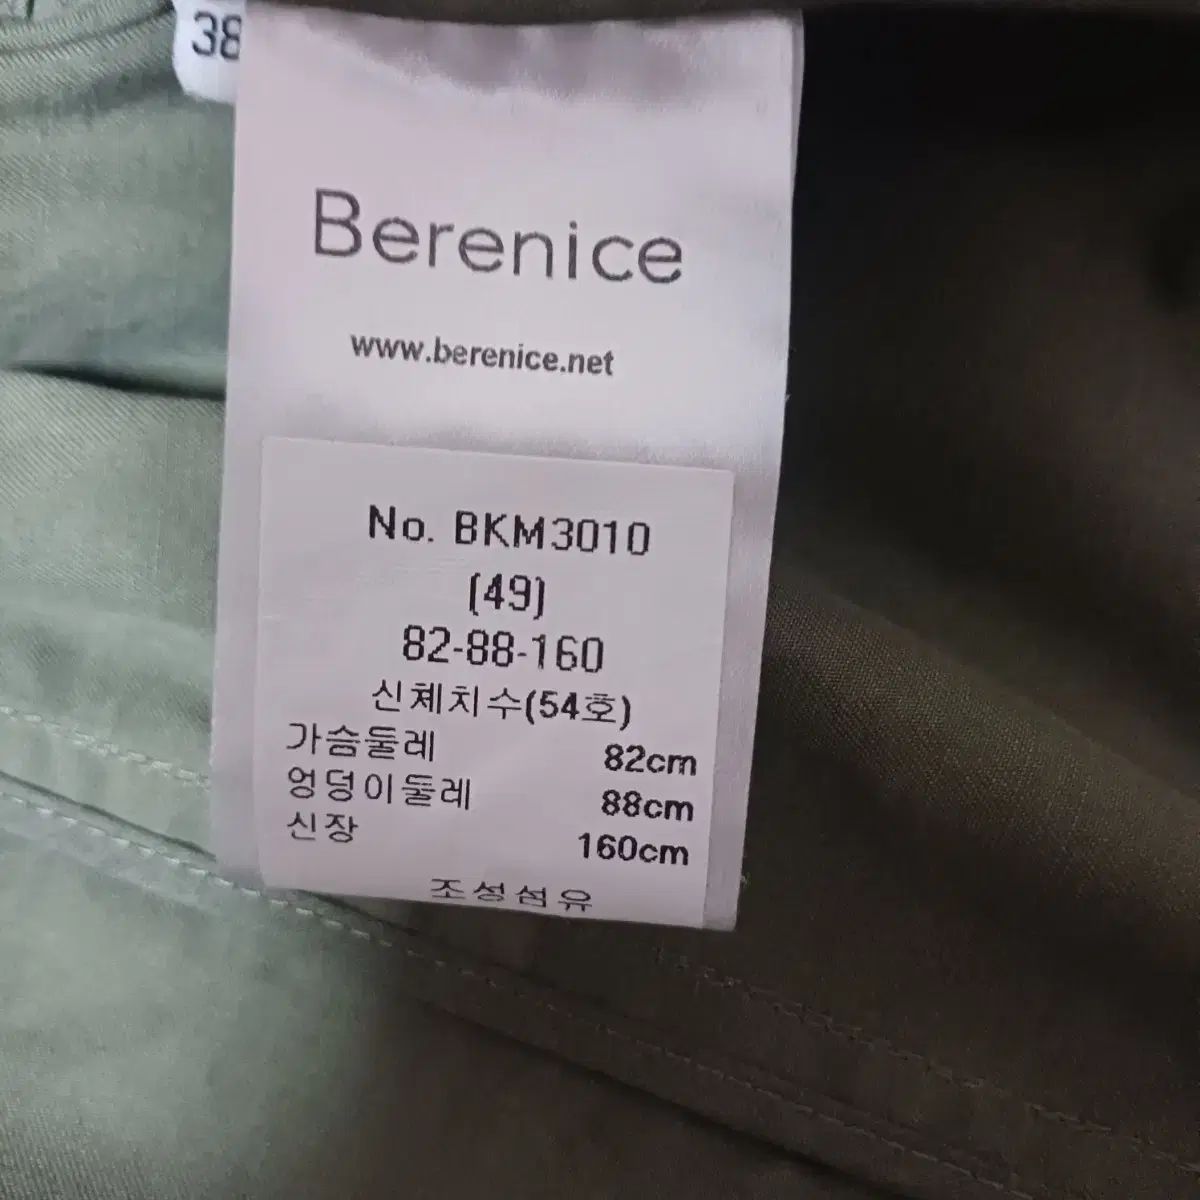 38
Berenice
www.berenice.net
No. BKM3010
(49)
82-88-160
신체치수(54호)
가슴둘레 82cm
엉덩이둘레 88cm
신장 160cm
조성섬유